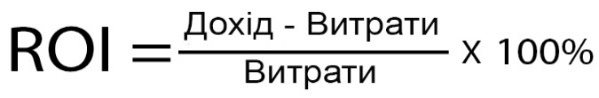 ROI = Дохід - Витрати
Витрати
х 100%